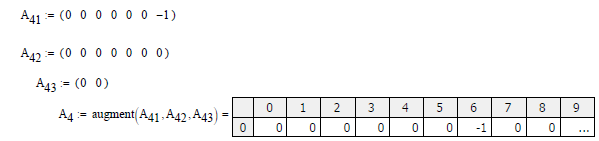 A41 := (0 0 0 0 0 0 −1)
A42 := (0 0 0 0 0 0 0)
A43 := (0 0)
0 1 2 3 4 5 6 7 8 9
A4 := augment(A41,A42,A43) = 0 0 0 0 0 0 0 -1 0 0 ...